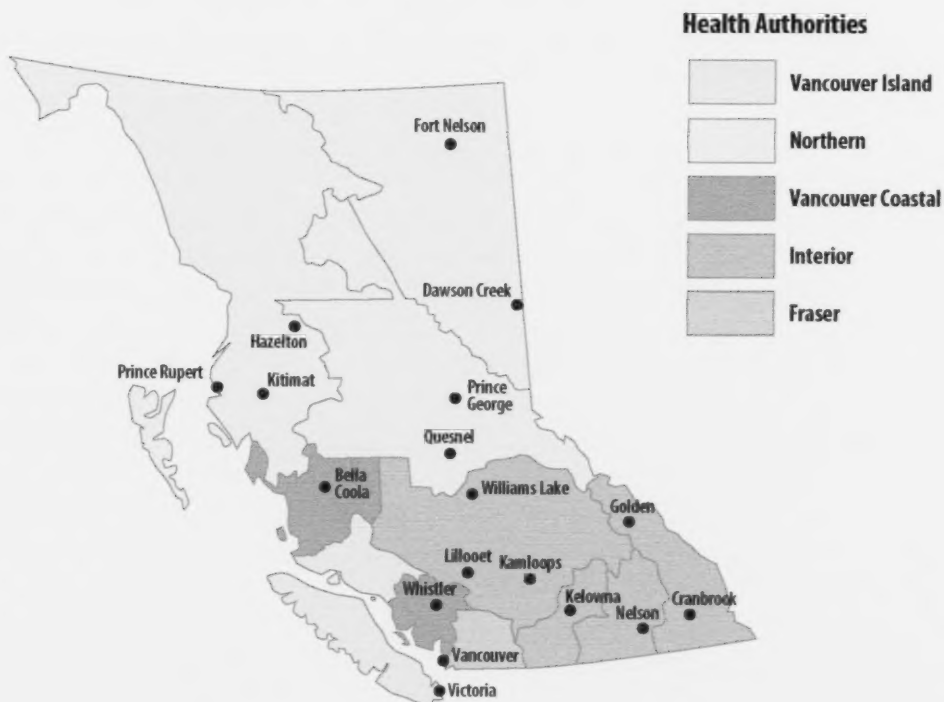 Health Authorities
Vancouver Island
Northern
Vancouver Coastal
Interior
Fraser
Fort Nelson
Dawson Creek
Hazelton
Prince Rupert
Kitimat
Prince
George
Quesnel
Bella
Coola
Williams Lake
Golden
Lillooet
Kamloops
Whistler
Kelowna
Cranbrook
Nelson
Vancouver
Victoria